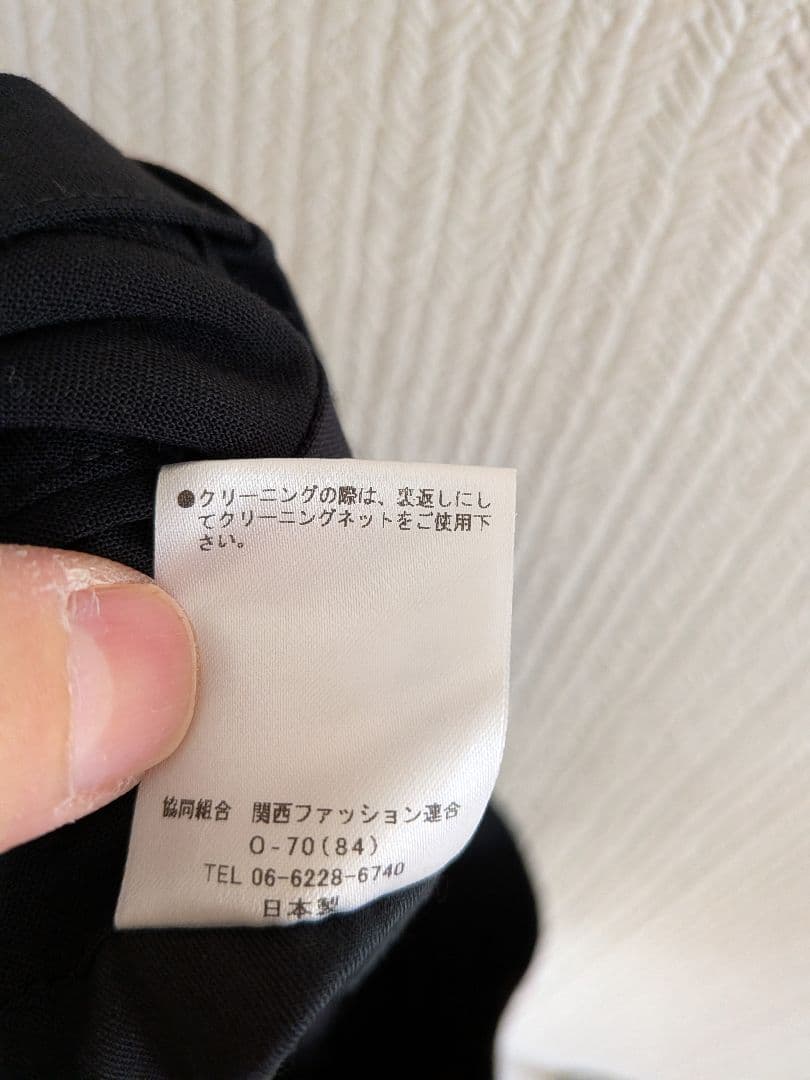 ●クリーニングの際は、裏返しにし
てクリーニングネットをご使用下
さい。
協同組合 関西ファッション連合
O-70(84)
TEL 06-6228-6740
日本製